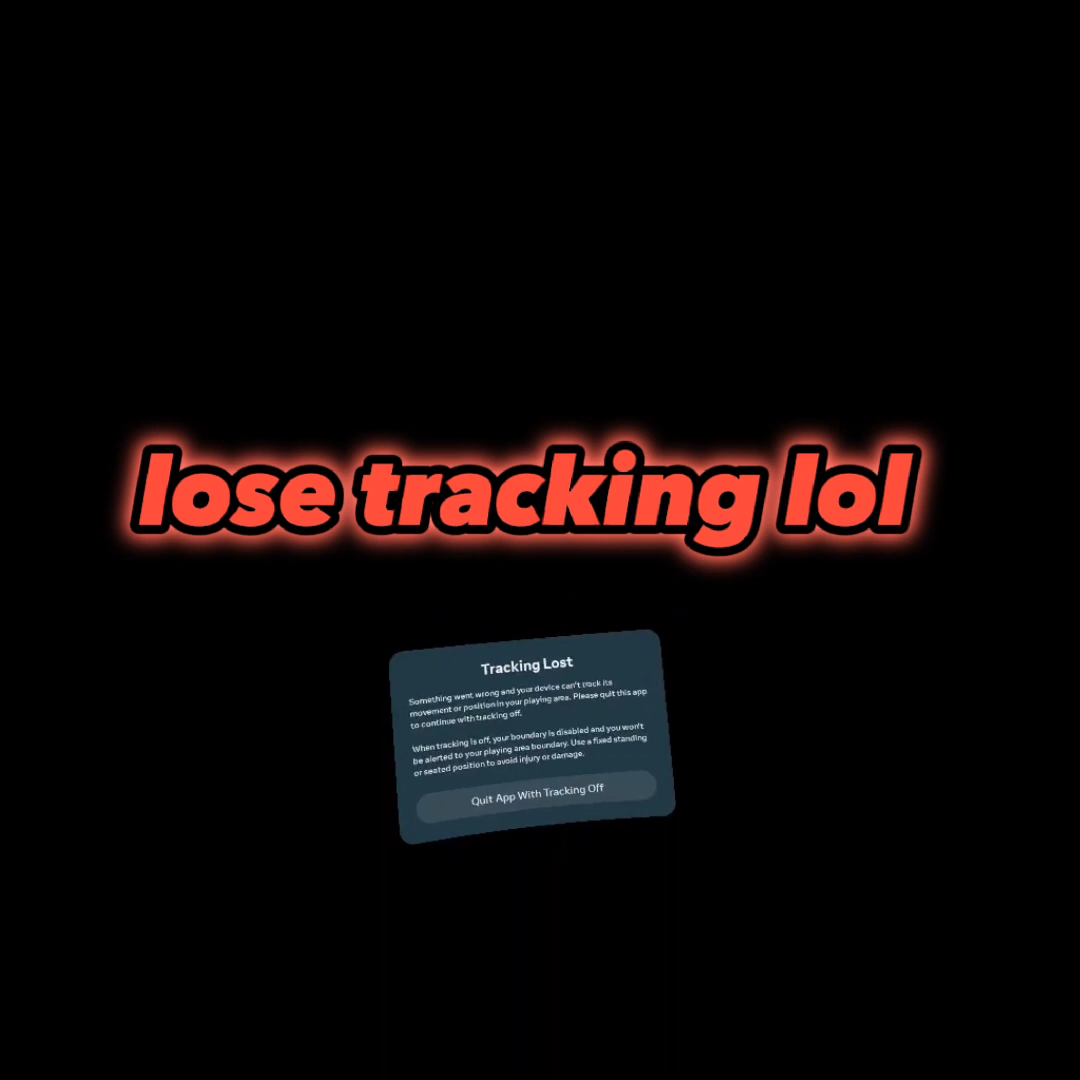 lose tracking lol
Tracking Lost
Something went wrong and your device can't track its
movement or position in your playing area. Please quit this app
to continue with tracking off.
When tracking is off, your boundary is disabled and you won't
be alerted to your playing area boundary. Use a fixed standing
or seated position to avoid injury or damage.
Quit App With Tracking Off